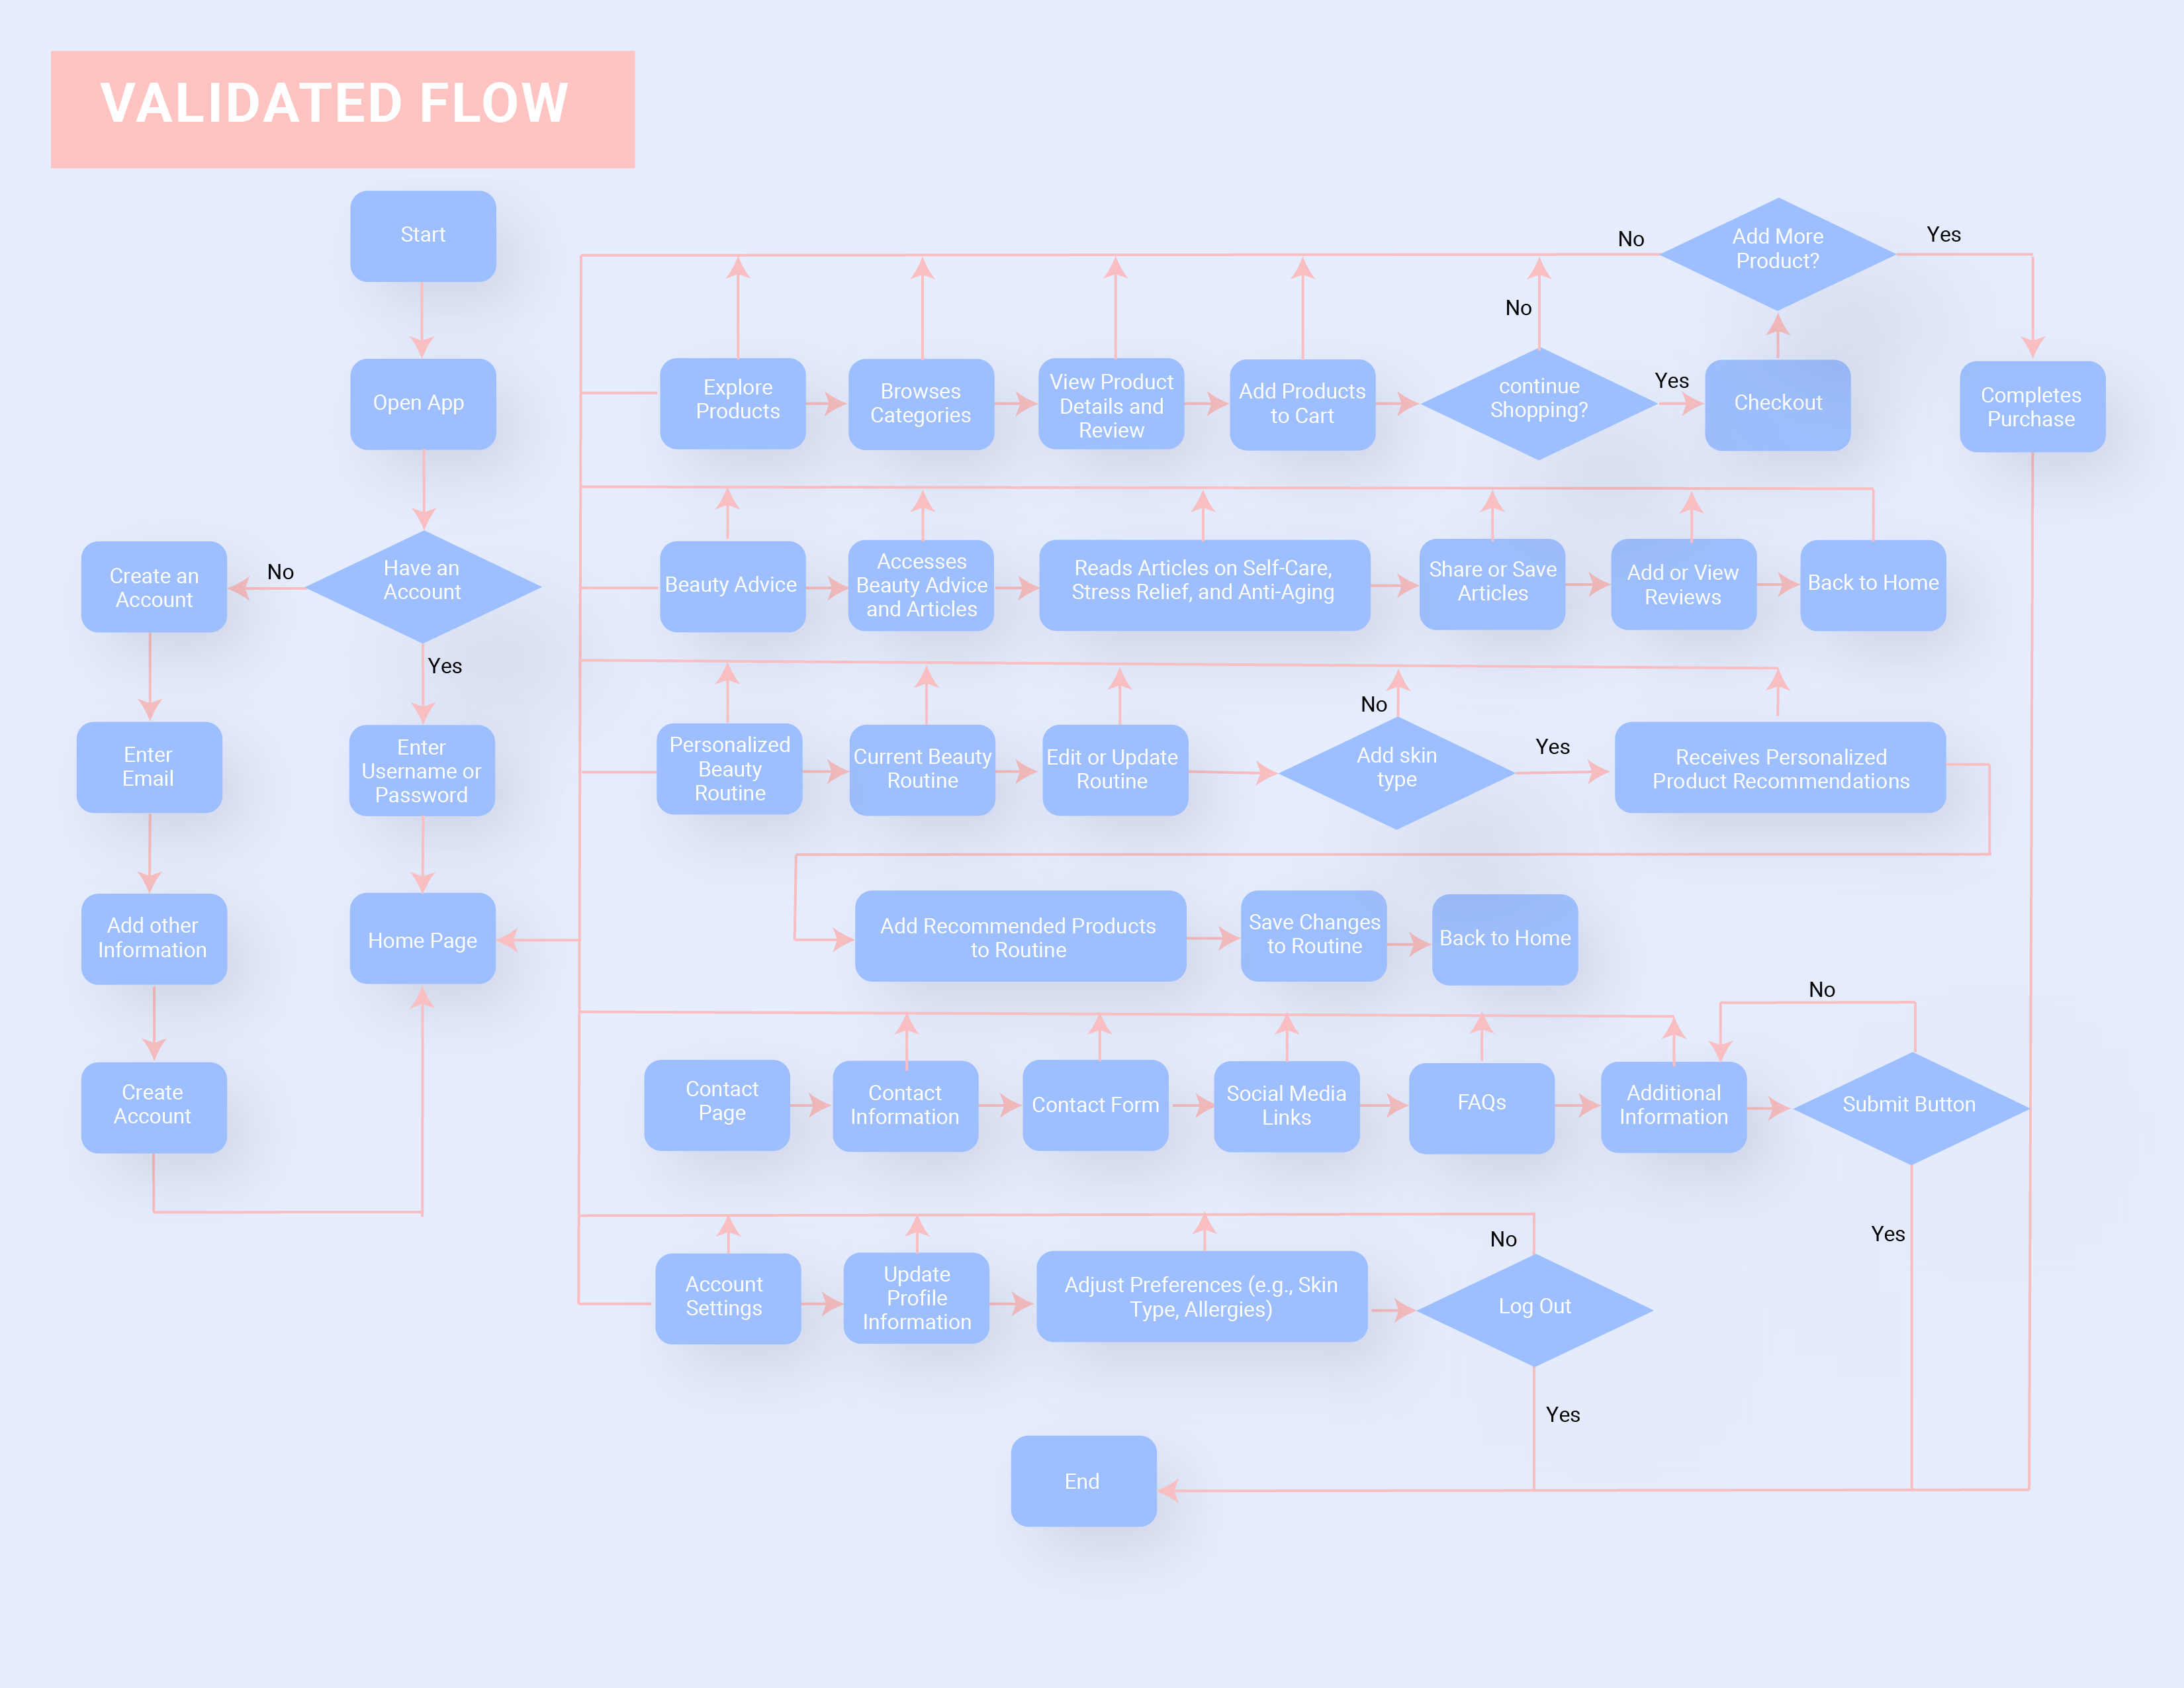 VALIDATED FLOW
Start
Open App
Have an
Account
No
Yes
Create an
Account
Enter
Email
Add other
Information
Create
Account
Enter
Username or
Password
Home Page
Explore
Products
Browses
Categories
View Product
Details and
Review
Add Products
to Cart
continue
Shopping?
No
Yes
Checkout
Add More
Product?
No
Yes
Completes
Purchase
Beauty Advice
Accesses
Beauty Advice
and Articles
Reads Articles on Self-Care,
Stress Relief, and Anti-Aging
Share or Save
Articles
Add or View
Reviews
Back to Home
Personalized
Beauty
Routine
Current Beauty
Routine
Edit or Update
Routine
Add skin
type
No
Yes
Receives Personalized
Product Recommendations
Add Recommended Products
to Routine
Save Changes
to Routine
Back to Home
Contact
Page
Contact
Information
Contact Form
Social Media
Links
FAQs
Additional
Information
Submit Button
No
Yes
Account
Settings
Update
Profile
Information
Adjust Preferences (e.g., Skin
Type, Allergies)
Log Out
No
Yes
End